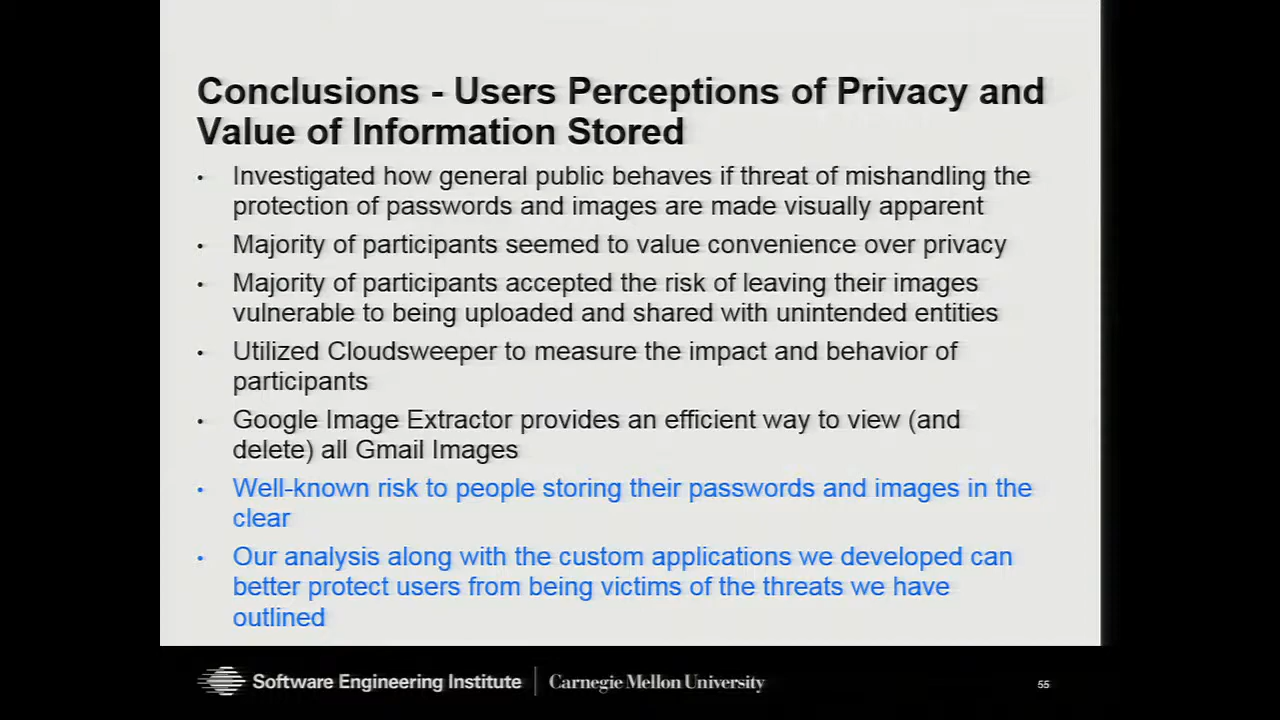 Conclusions - Users Perceptions of Privacy and
Value of Information Stored
• Investigated how general public behaves if threat of mishandling the
protection of passwords and images are made visually apparent
• Majority of participants seemed to value convenience over privacy
• Majority of participants accepted the risk of leaving their images
vulnerable to being uploaded and shared with unintended entities
• Utilized Cloudsweeper to measure the impact and behavior of
participants
• Google Image Extractor provides an efficient way to view (and
delete) all Gmail Images
• Well-known risk to people storing their passwords and images in the
clear
• Our analysis along with the custom applications we developed can
better protect users from being victims of the threats we have
outlined
Software Engineering Institute | Carnegie Mellon University
55